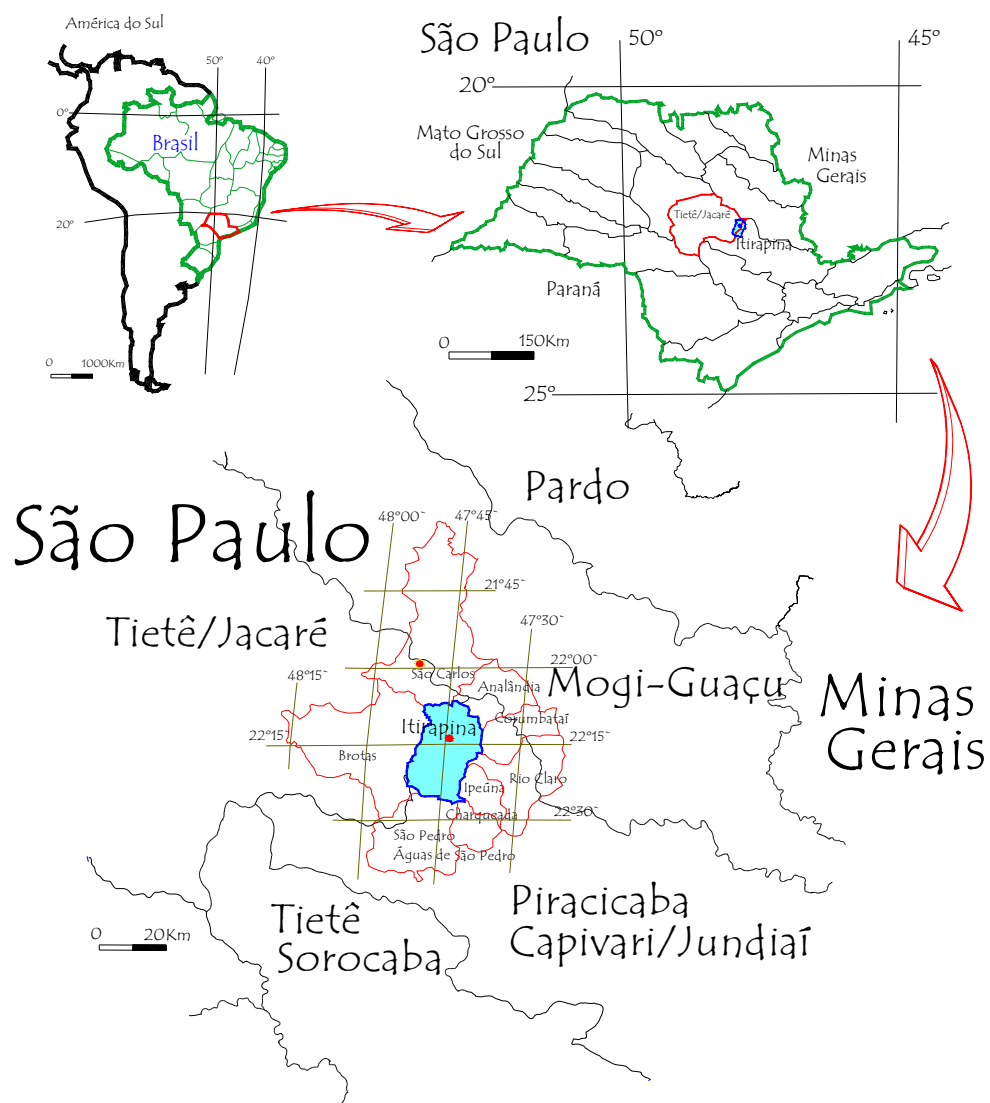 América do Sul
50°
40°
0°
Brasil
20°
0
1000Km
São Paulo
50°
45°
20°
Mato Grosso
do Sul
Minas
Gerais
Tietê/Jacaré
Itirapina
Paraná
0
150Km
25°
Pardo
São Paulo
48°00´
47°45´
21°45´
47°30´
Tietê/Jacaré
22°00´
48°15´
São Carlos
Analândia
Mogi-Guaçu
Minas
Gerais
Corumbataí
Itirapina
22°15´
22°15´
Brotas
Rio Claro
Ipeúna
22°30´
Charqueada
São Pedro
Águas de São Pedro
Piracicaba
Capivari/Jundiaí
Tietê
Sorocaba
0
20Km